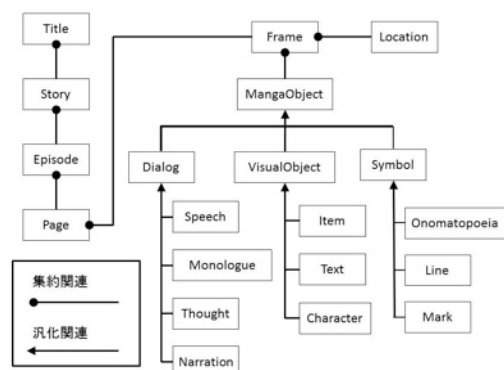 Title
Frame
Location
Story
MangaObject
Episode
Dialog
VisualObject
Symbol
Page
Speech
Item
Onomatopoeia
Monologue
Text
Line
Thought
Character
Mark
Narration
集約関連
汎化関連